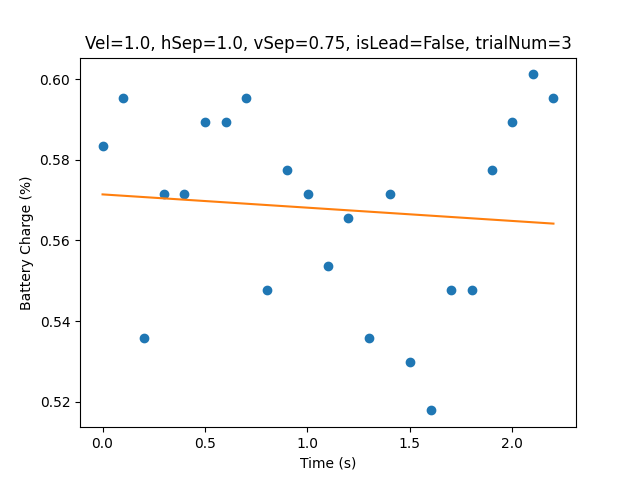 Vel=1.0, hSep=1.0, vSep=0.75, isLead=False, trialNum=3
0.60
0.58
0.56
0.54
0.52
Battery Charge (%)
0.0 0.5 1.0 1.5 2.0
Time (s)